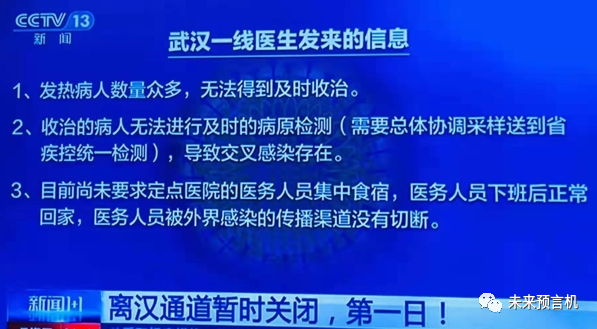 CCTV 13
新闻
武汉一线医生发来的信息
1、发热病人数量众多，无法得到及时收治。
2、收治的病人无法进行及时的病原检测（需要总体协调采样送到省
疾控统一检测），导致交叉感染存在。
3、目前尚未要求定点医院的医务人员集中食宿，医务人员下班后正常
回家，医务人员被外界感染的传播渠道没有切断。
新闻1+1
离汉通道暂时关闭，第一日！
未来预言机